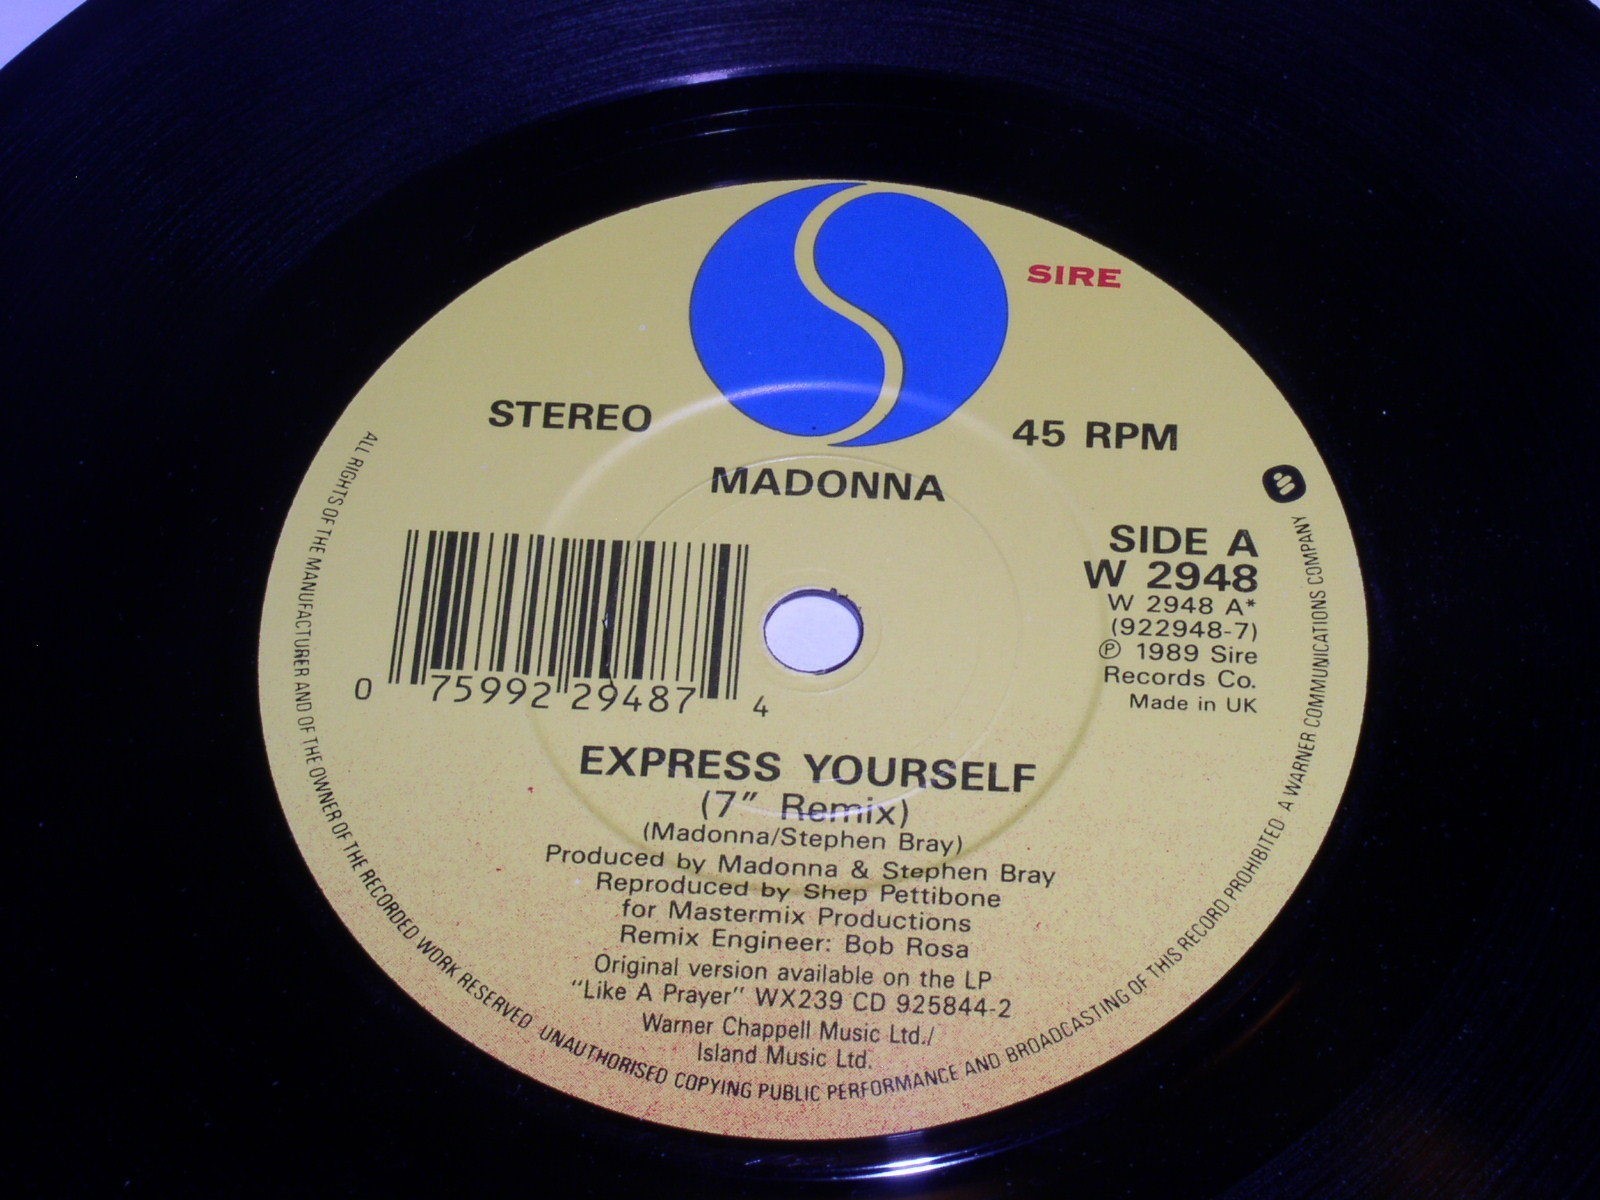 SIRE
STEREO
45 RPM
MADONNA
SIDE A
W 2948
W 2948 A*
(922948-7)
℗ 1989 Sire
Records Co.
Made in UK
0 75992 29487 4
EXPRESS YOURSELF
(7" Remix)
(Madonna/Stephen Bray)
Produced by Madonna & Stephen Bray
Reproduced by Shep Pettibone
for Mastermix Productions
Remix Engineer: Bob Rosa
Original version available on the LP
"Like A Prayer" WX239 CD 925844-2
Warner Chappell Music Ltd./
Island Music Ltd.
ALL RIGHTS OF THE MANUFACTURER AND OF THE OWNER OF THE RECORDED WORK RESERVED UNAUTHORISED COPYING PUBLIC PERFORMANCE AND BROADCASTING OF THIS RECORD PROHIBITED A WARNER COMMUNICATIONS COMPANY